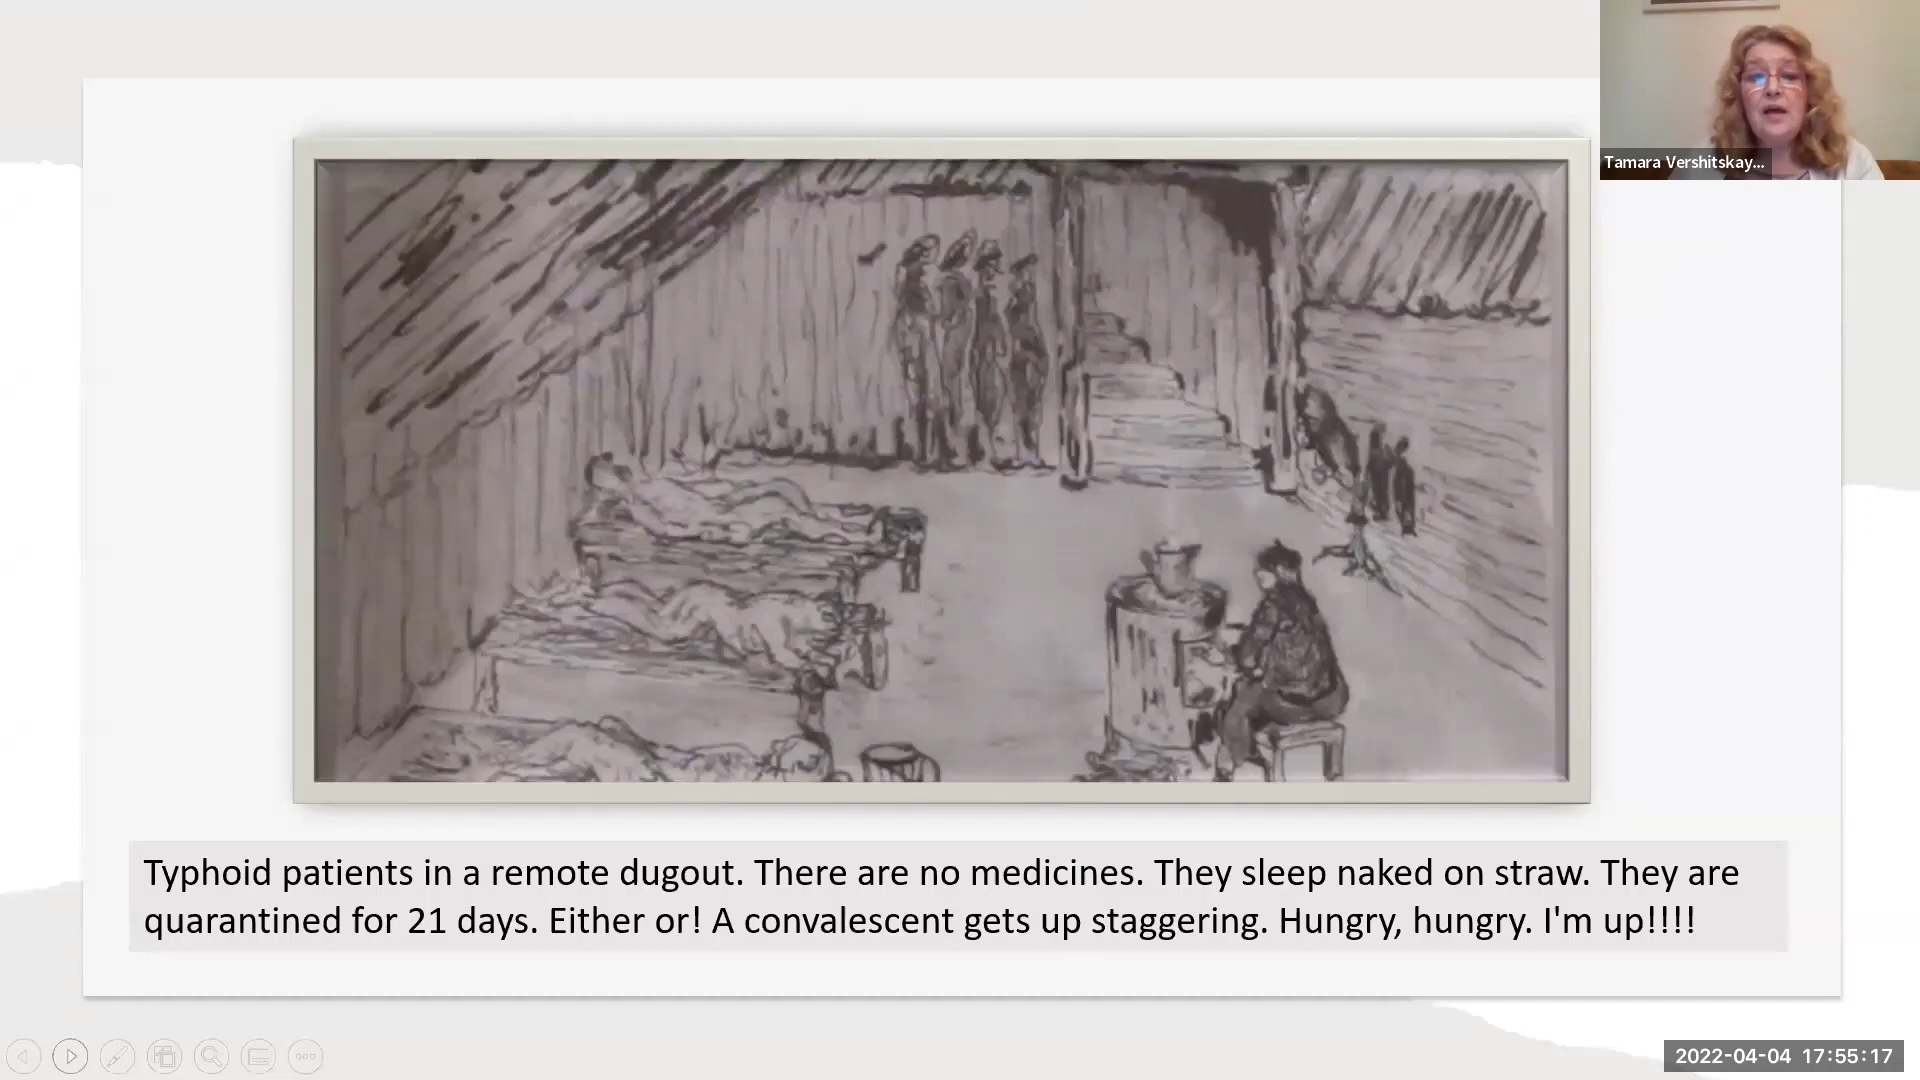 Tamara Vershitskay...
Typhoid patients in a remote dugout. There are no medicines. They sleep naked on straw. They are
quarantined for 21 days. Either or! A convalescent gets up staggering. Hungry, hungry. I'm up!!!!
2022-04-04 17:55:17